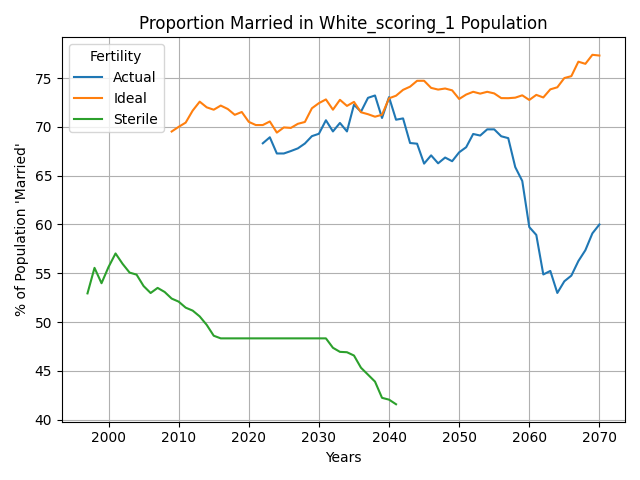 Proportion Married in White_scoring_1 Population
Fertility
Actual
Ideal
Sterile
% of Population 'Married'
75
70
65
60
55
50
45
40
2000 2010 2020 2030 2040 2050 2060 2070
Years